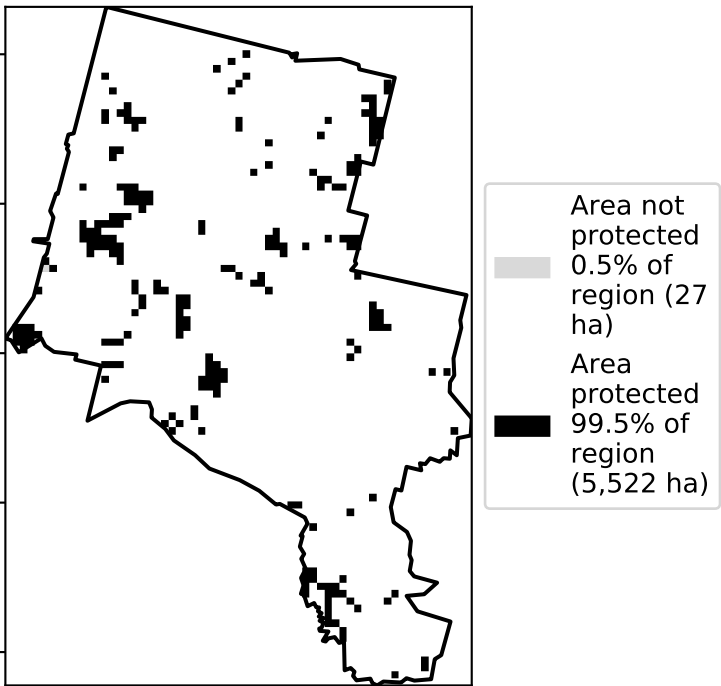 Area not
protected
0.5% of
region (27
ha)
Area
protected
99.5% of
region
(5,522 ha)